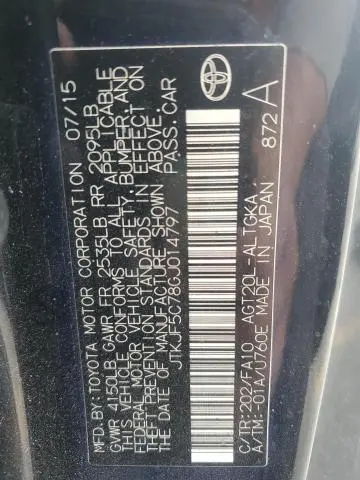 MFD. BY: TOYOTA MOTOR CORPORATION 07/15
GVWR 4150LB GAWR FR 2535LB RR 2095LB
THIS VEHICLE CONFORMS TO ALL APPLICABLE
FEDERAL MOTOR VEHICLE SAFETY, BUMPER, AND
THEFT PREVENTION STANDARDS IN EFFECT ON
THE DATE OF MANUFACTURE SHOWN ABOVE.
JTKJF5C78GJ014797 PASS. CAR
C/TR: 202/FA10 AGT20L-ALTGKA
A/TM: -01A/U760E MADE IN JAPAN
872 A